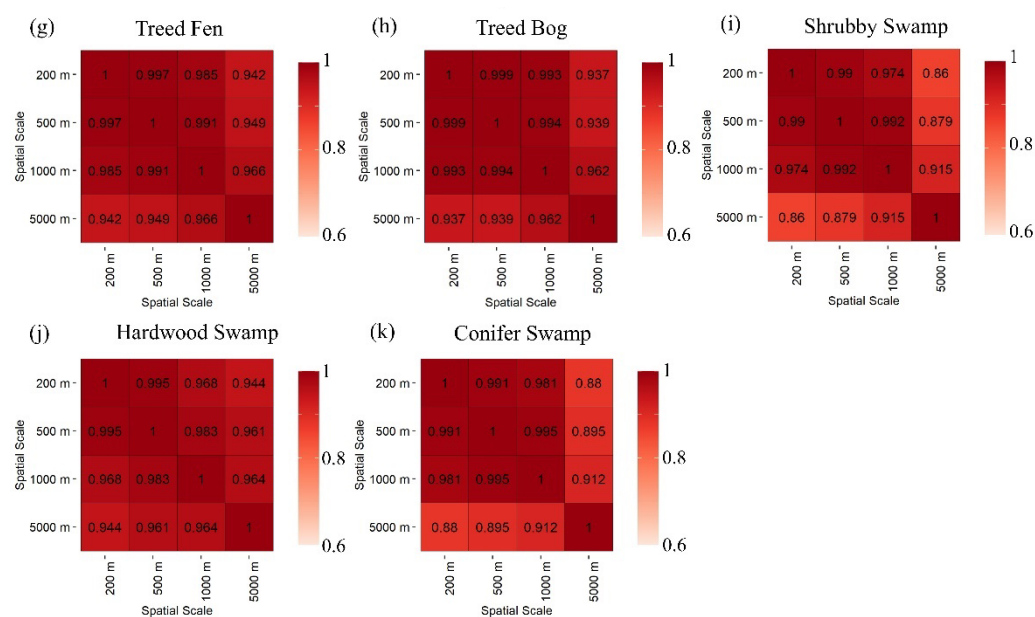 (g) Treed Fen
200 m 1 0.997 0.985 0.942
500 m 0.997 1 0.991 0.949
1000 m 0.985 0.991 1 0.966
5000 m 0.942 0.949 0.966 1
200 m 500 m 1000 m 5000 m
Spatial Scale
Spatial Scale
1
0.8
0.6
(h) Treed Bog
200 m 1 0.999 0.993 0.937
500 m 0.999 1 0.994 0.939
1000 m 0.993 0.994 1 0.962
5000 m 0.937 0.939 0.962 1
200 m 500 m 1000 m 5000 m
Spatial Scale
Spatial Scale
1
0.8
0.6
(i) Shrubby Swamp
200 m 1 0.99 0.974 0.86
500 m 0.99 1 0.992 0.879
1000 m 0.974 0.992 1 0.915
5000 m 0.86 0.879 0.915 1
200 m 500 m 1000 m 5000 m
Spatial Scale
Spatial Scale
1
0.8
0.6
(j) Hardwood Swamp
200 m 1 0.995 0.968 0.944
500 m 0.995 1 0.983 0.961
1000 m 0.968 0.983 1 0.964
5000 m 0.944 0.961 0.964 1
200 m 500 m 1000 m 5000 m
Spatial Scale
Spatial Scale
1
0.8
0.6
(k) Conifer Swamp
200 m 1 0.991 0.981 0.88
500 m 0.991 1 0.995 0.895
1000 m 0.981 0.995 1 0.912
5000 m 0.88 0.895 0.912 1
200 m 500 m 1000 m 5000 m
Spatial Scale
Spatial Scale
1
0.8
0.6